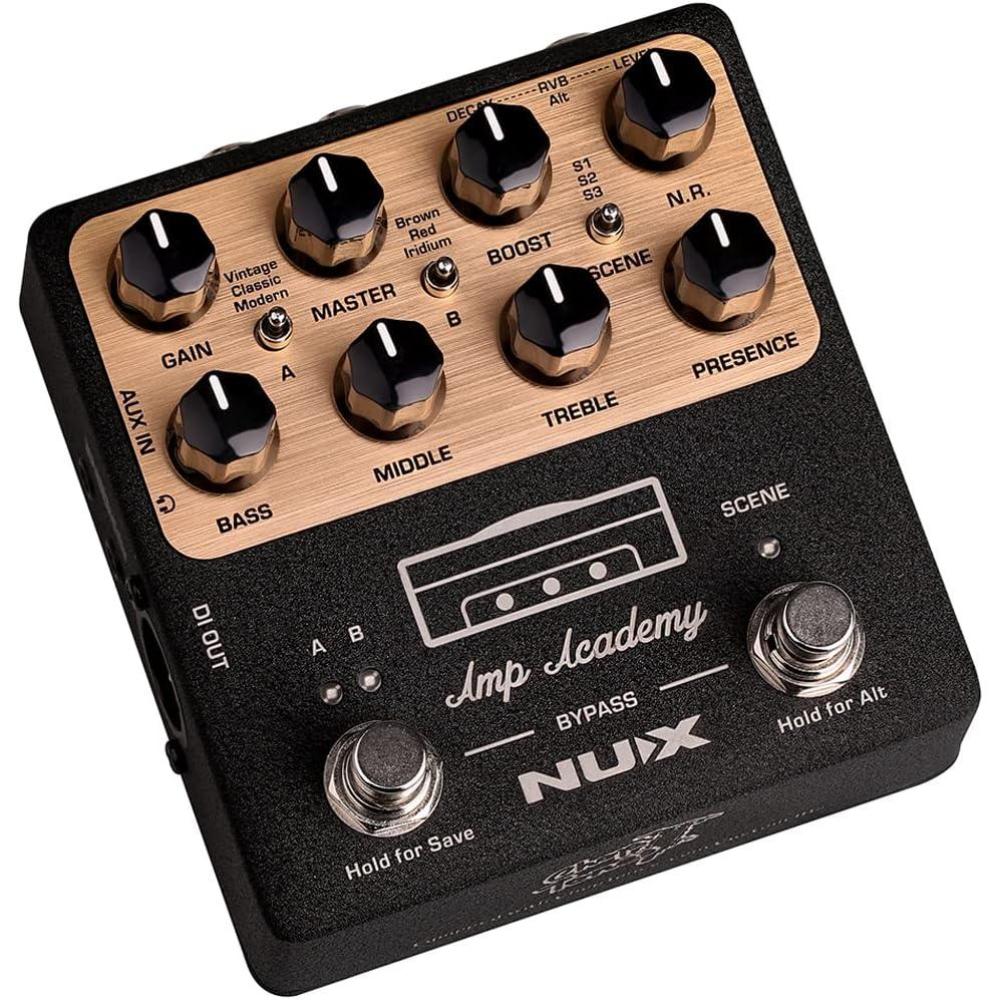 DECAY RVB LEVEL
Alt
S1
S2
S3
N.R.
Brown
Red
Iridium
BOOST
SCENE
Vintage
Classic
Modern
MASTER
B
GAIN
A
PRESENCE
TREBLE
MIDDLE
BASS
AUX IN
DI OUT
SCENE
A B
Amp Academy
BYPASS
NUX
Hold for Save
Hold for Alt